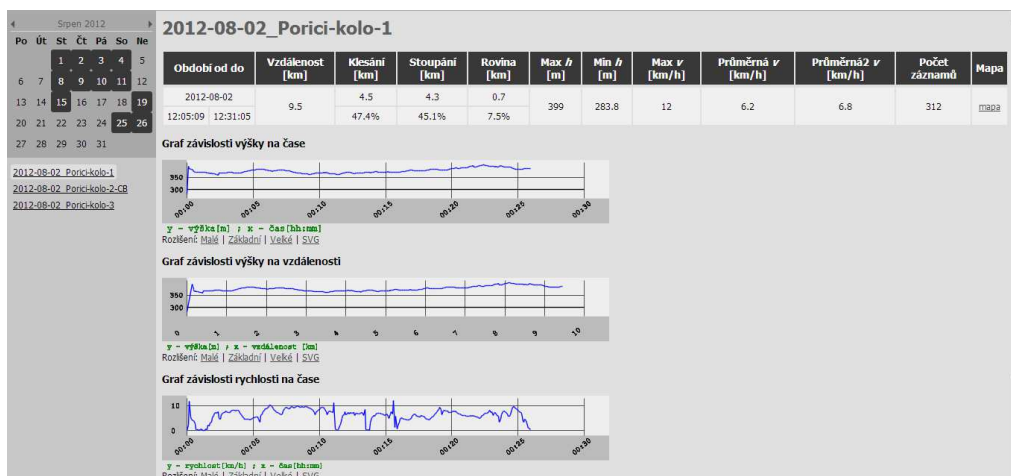 Srpen 2012
Po Út St Čt Pá So Ne
1 2 3 4 5
6 7 8 9 10 11 12
13 14 15 16 17 18 19
20 21 22 23 24 25 26
27 28 29 30 31
2012-08-02_Porici-kolo-1
2012-08-02_Porici-kolo-2-CB
2012-08-02_Porici-kolo-3
2012-08-02_Porici-kolo-1
Období od do Vzdálenost [km] Klesání [km] Stoupání [km] Rovina [km] Max h [m] Min h [m] Max v [km/h] Průměrná v [km/h] Průměrná2 v [km/h] Počet záznamů Mapa
2012-08-02 9.5 4.5 4.3 0.7 399 283.8 12 6.2 6.8 312 mapa
12:05:09 12:31:05 47.4% 45.1% 7.5%
Graf závislosti výšky na čase
350
300
00:00 00:05 00:10 00:15 00:20 00:25 00:30
y - výška[m] ; x - čas[hh:mm]
Rozlišení: Malé | Základní | Velké | SVG
Graf závislosti výšky na vzdálenosti
350
300
0 1 2 3 4 5 6 7 8 9 10
y - výška[m] ; x - vzdálenost [km]
Rozlišení: Malé | Základní | Velké | SVG
Graf závislosti rychlosti na čase
10
0
00:00 00:05 00:10 00:15 00:20 00:25 00:30
y - rychlost[km/h] ; x - čas[hh:mm]
Rozlišení: Malé | Základní | Velké | SVG